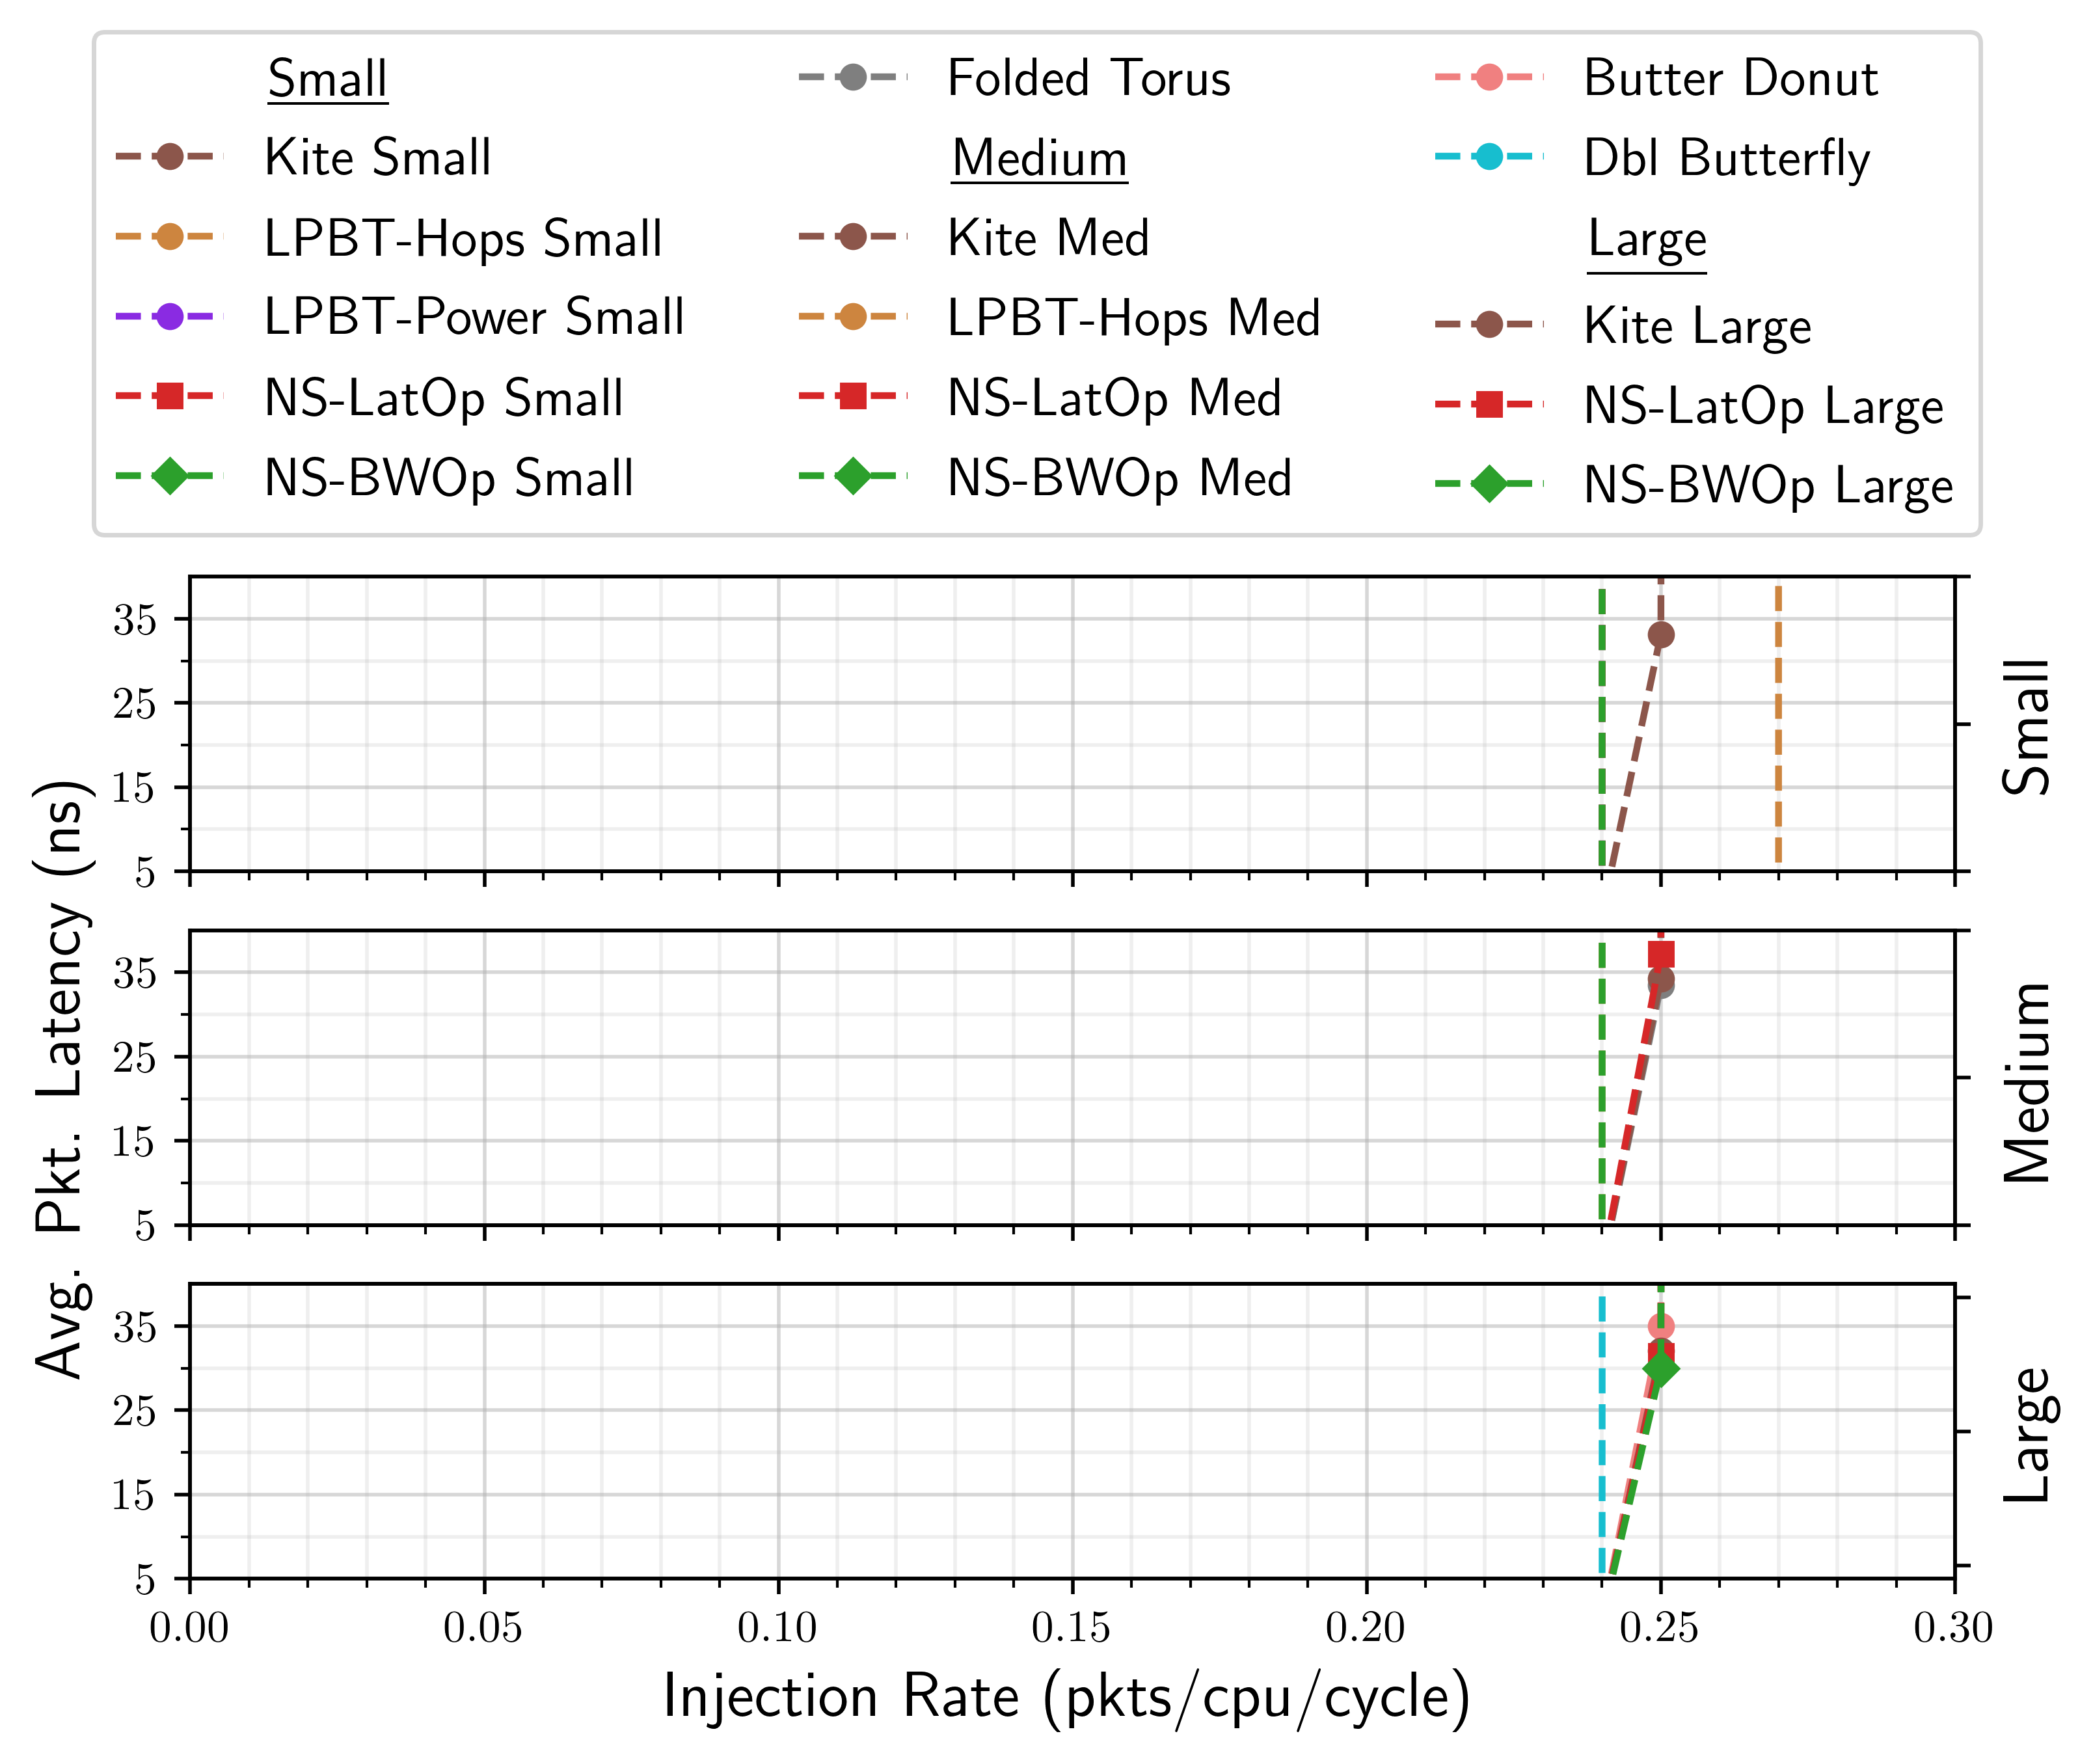 Small
Kite Small
LPBT-Hops Small
LPBT-Power Small
NS-LatOp Small
NS-BWOp Small
Folded Torus
Medium
Kite Med
LPBT-Hops Med
NS-LatOp Med
NS-BWOp Med
Butter Donut
Dbl Butterfly
Large
Kite Large
NS-LatOp Large
NS-BWOp Large
Avg. Pkt. Latency (ns)
35
25
15
5
Small
35
25
15
5
Medium
35
25
15
5
Large
0.00 0.05 0.10 0.15 0.20 0.25 0.30
Injection Rate (pkts/cpu/cycle)